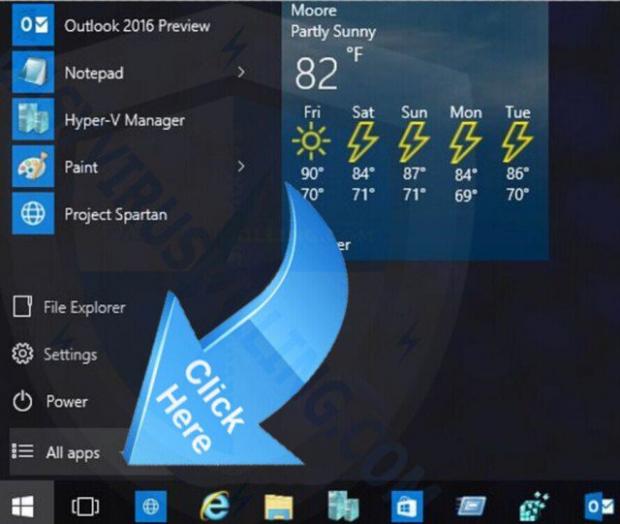 Outlook 2016 Preview
Notepad
Hyper-V Manager
Paint
Project Spartan
File Explorer
Settings
Power
All apps
Moore
Partly Sunny
82 °F
Fri Sat Sun Mon Tue
90° 84° 87° 84° 86°
70° 71° 71° 69° 70°
er
Click
Here